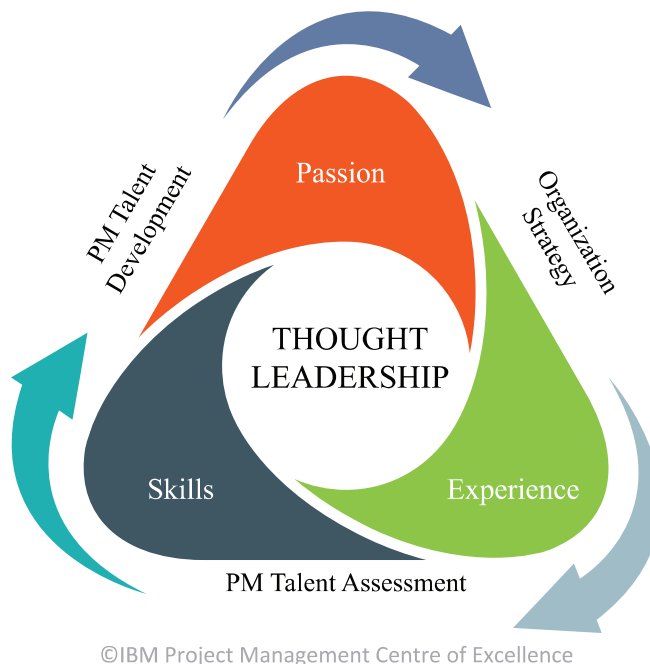 Passion
PM Talent
Development
Organization
Strategy
THOUGHT
LEADERSHIP
Skills
Experience
PM Talent Assessment
©IBM Project Management Centre of Excellence